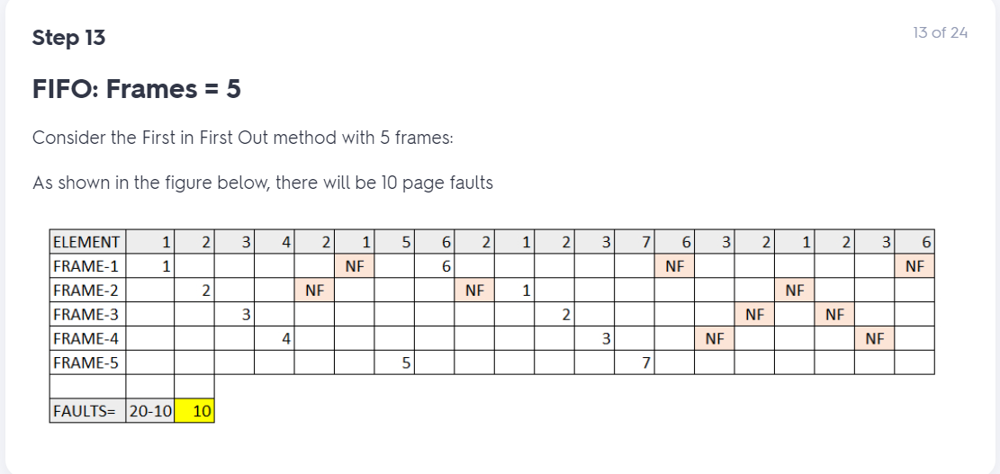 Step 13
13 of 24
FIFO: Frames = 5
Consider the First in First Out method with 5 frames:
As shown in the figure below, there will be 10 page faults
ELEMENT 1 2 3 4 2 1 5 6 2 1 2 3 7 6 3 2 1 2 3 6
FRAME-1 1 NF 6 NF NF
FRAME-2 2 NF NF 1 NF
FRAME-3 3 2 NF NF
FRAME-4 4 3 NF NF
FRAME-5 5 7
FAULTS= 20-10 10